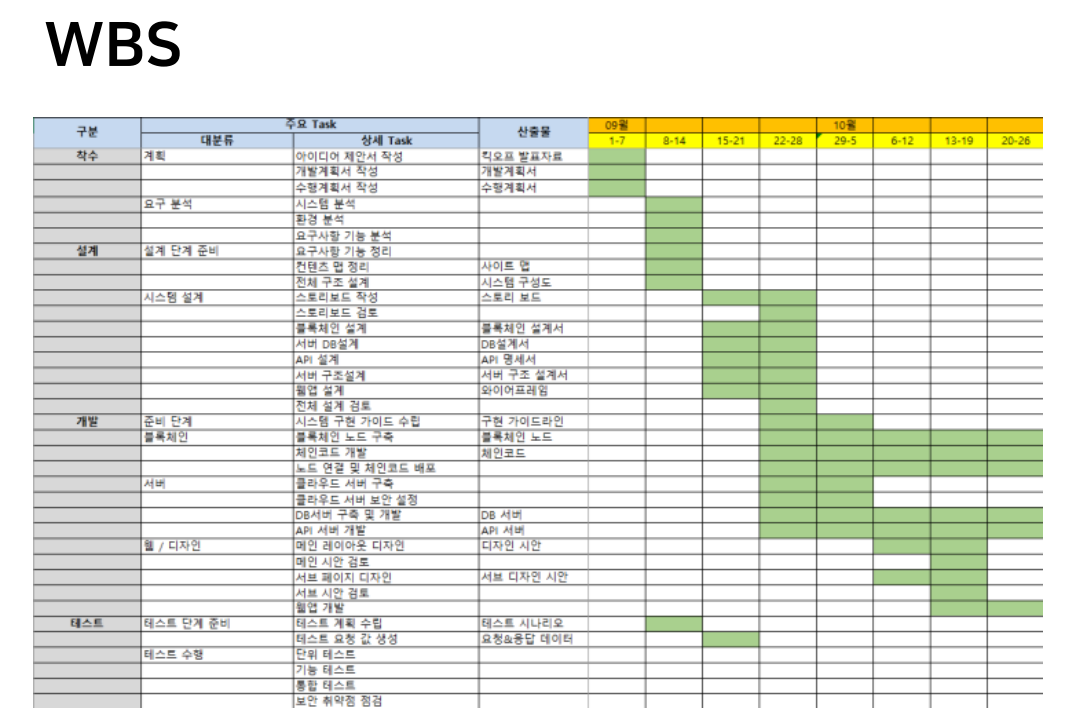 WBS
구분 주요 Task 산출물 09월 10월
대분류 상세 Task 1-7 8-14 15-21 22-28 29-5 6-12 13-19 20-26
착수 계획 아이디어 제안서 작성 킥오프 발표자료
개발계획서 작성 개발계획서
수행계획서 작성 수행계획서
요구 분석 시스템 분석
환경 분석
요구사항 기능 분석
설계 설계 단계 준비 요구사항 기능 정리
컨텐츠 맵 정리 사이트 맵
전체 구조 설계 시스템 구성도
시스템 설계 스토리보드 작성 스토리 보드
스토리보드 검토
블록체인 설계 블록체인 설계서
서버 DB설계 DB설계서
API 설계 API 명세서
서버 구조설계 서버 구조 설계서
웹앱 설계 와이어프레임
전체 설계 검토
개발 준비 단계 시스템 구현 가이드 수립 구현 가이드라인
블록체인 블록체인 노드 구축 블록체인 노드
체인코드 개발 체인코드
노드 연결 및 체인코드 배포
서버 클라우드 서버 구축
클라우드 서버 보안 설정
DB서버 구축 및 개발 DB 서버
API 서버 개발 API 서버
웹 / 디자인 메인 레이아웃 디자인 디자인 시안
메인 시안 검토
서브 페이지 디자인 서브 디자인 시안
서브 시안 검토
웹앱 개발
테스트 테스트 단계 준비 테스트 계획 수립 테스트 시나리오
테스트 요청 값 생성 요청&응답 데이터
테스트 수행 단위 테스트
기능 테스트
통합 테스트
보안 취약점 점검